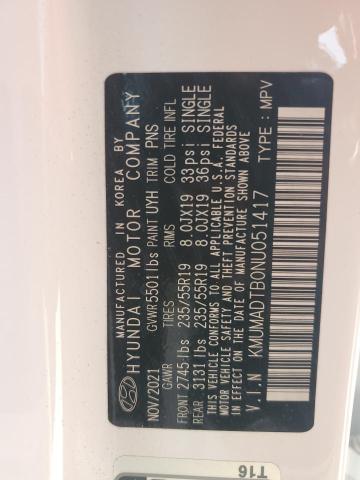 MANUFACTURED IN KOREA BY
HYUNDAI MOTOR COMPANY
NOV/2021 GVWR 5501 lbs PAINT UYH TRIM PNS
GAWR TIRES RIMS COLD TIRE INFL
FRONT 2745 lbs 235/55R19 8.0JX19 33psi SINGLE
REAR 3131 lbs 235/55R19 8.0JX19 36psi SINGLE
THIS VEHICLE CONFORMS TO ALL APPLICABLE U.S.A. FEDERAL
MOTOR VEHICLE SAFETY AND THEFT PREVENTION STANDARDS
IN EFFECT ON THE DATE OF MANUFACTURE SHOWN ABOVE
V.I.N KMUMADTB0NU051417 TYPE : MPV
T16